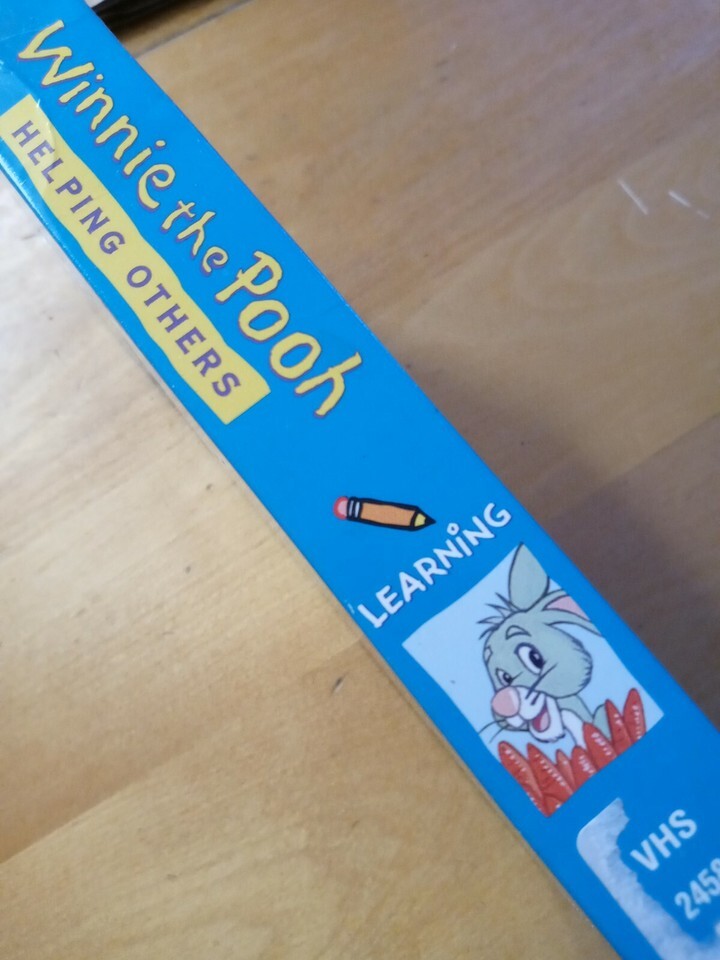 Winnie the Pooh
HELPING OTHERS
LEARNING
VHS